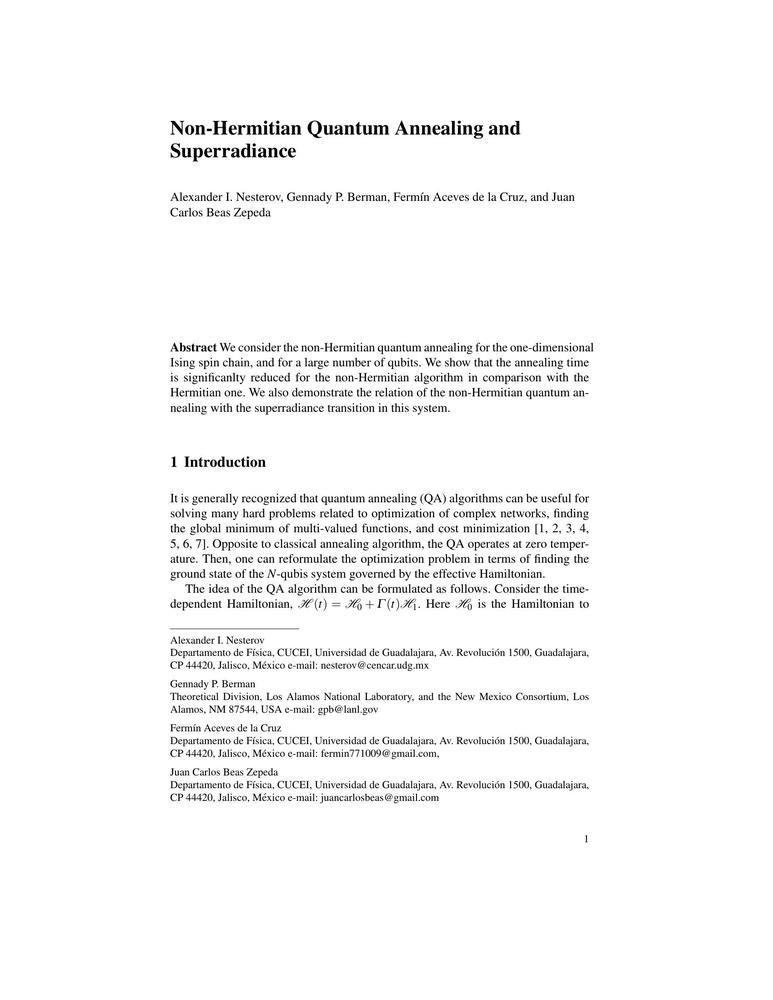 Non-Hermitian Quantum Annealing and
Superradiance
Alexander I. Nesterov, Gennady P. Berman, Fermín Aceves de la Cruz, and Juan
Carlos Beas Zepeda
Abstract We consider the non-Hermitian quantum annealing for the one-dimensional
Ising spin chain, and for a large number of qubits. We show that the annealing time
is significanlty reduced for the non-Hermitian algorithm in comparison with the
Hermitian one. We also demonstrate the relation of the non-Hermitian quantum an-
nealing with the superradiance transition in this system.
1 Introduction
It is generally recognized that quantum annealing (QA) algorithms can be useful for
solving many hard problems related to optimization of complex networks, finding
the global minimum of multi-valued functions, and cost minimization [1, 2, 3, 4,
5, 6, 7]. Opposite to classical annealing algorithm, the QA operates at zero temper-
ature. Then, one can reformulate the optimization problem in terms of finding the
ground state of the N-qubis system governed by the effective Hamiltonian.
The idea of the QA algorithm can be formulated as follows. Consider the time-
dependent Hamiltonian, ℋ(t) = ℋ₀ + Γ(t)ℋ₁. Here ℋ₀ is the Hamiltonian to
Alexander I. Nesterov
Departamento de Física, CUCEI, Universidad de Guadalajara, Av. Revolución 1500, Guadalajara,
CP 44420, Jalisco, México e-mail: nesterov@cencar.udg.mx
Gennady P. Berman
Theoretical Division, Los Alamos National Laboratory, and the New Mexico Consortium, Los
Alamos, NM 87544, USA e-mail: gpb@lanl.gov
Fermín Aceves de la Cruz
Departamento de Física, CUCEI, Universidad de Guadalajara, Av. Revolución 1500, Guadalajara,
CP 44420, Jalisco, México e-mail: fermin771009@gmail.com,
Juan Carlos Beas Zepeda
Departamento de Física, CUCEI, Universidad de Guadalajara, Av. Revolución 1500, Guadalajara,
CP 44420, Jalisco, México e-mail: juancarlosbeas@gmail.com
1